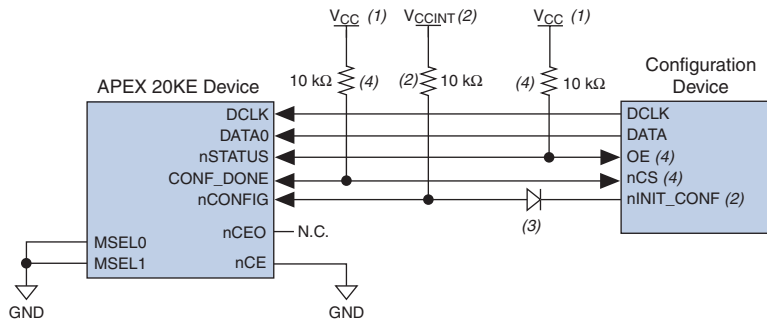 VCC (1)
VCCINT (2)
VCC (1)
10 kΩ (4)
(2) 10 kΩ
(4) 10 kΩ
APEX 20KE Device
Configuration
Device
DCLK
DATA0
nSTATUS
CONF_DONE
nCONFIG
nCEO
N.C.
nCE
MSEL0
MSEL1
GND
GND
(3)
DCLK
DATA
OE (4)
nCS (4)
nINIT_CONF (2)